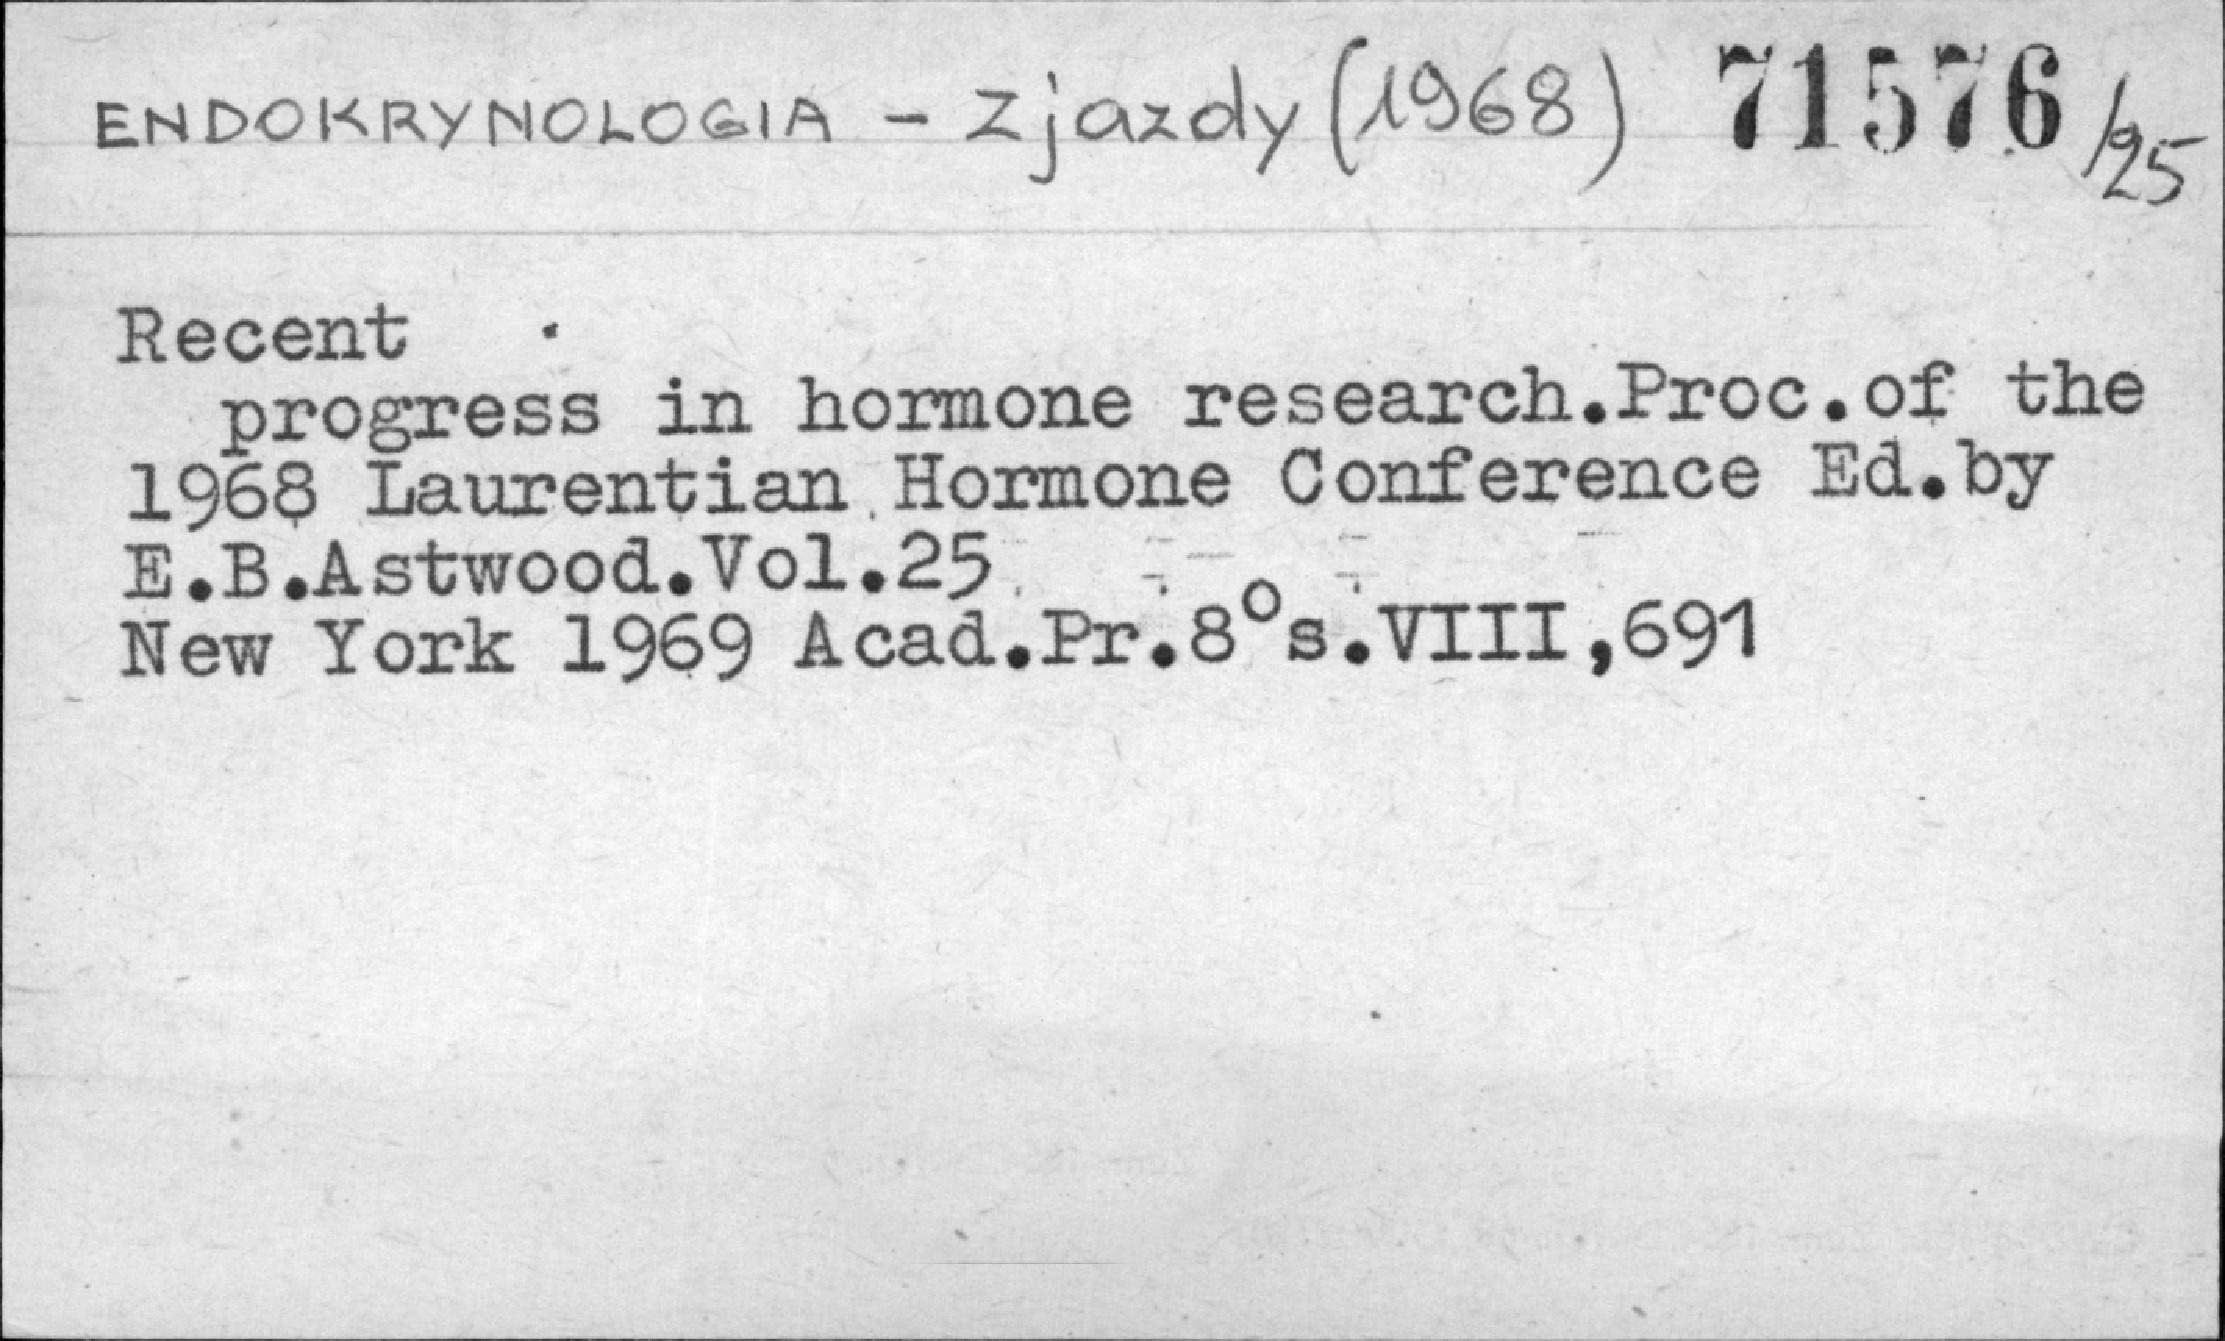 ENDOKRYNOLOGIA - Zjazdy (1968) 71576/25
Recent
progress in hormone research.Proc.of the
1968 Laurentian Hormone Conference Ed.by
E.B.Astwood.Vol.25
New York 1969 Acad.Pr.8°s.VIII,691